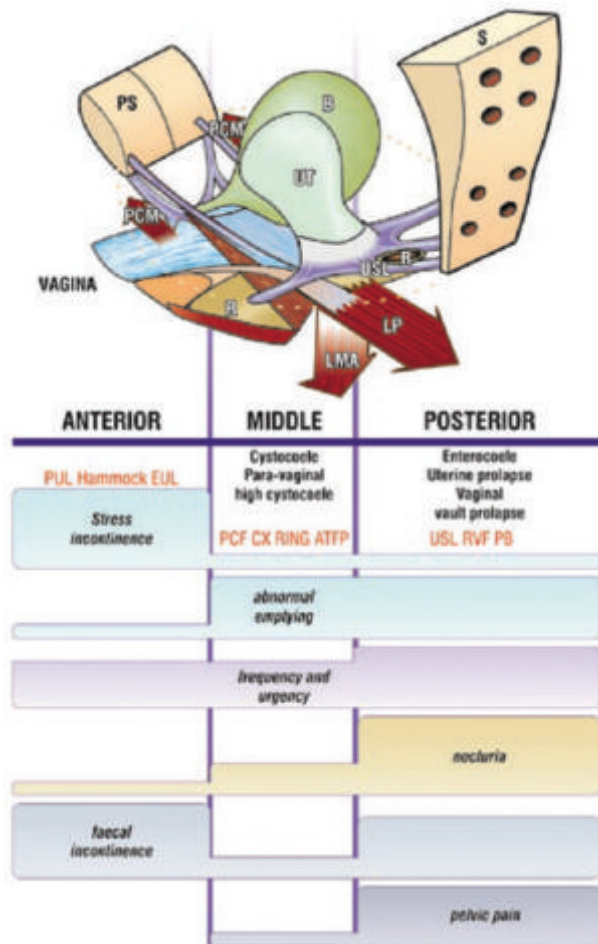 S
PS
B
PCM
UT
PCM
R
USL
VAGINA
R
LP
LMA
ANTERIOR
MIDDLE
POSTERIOR
PUL Hammock EUL
Cystocoele
Para-vaginal
high cystocoele
Enterocoele
Uterine prolapse
Vaginal
vault prolapse
PCF CX RING ATFP
USL RVF PB
Stress
incontinence
abnormal
emptying
frequency and
urgency
nocturia
faecal
incontinence
pelvic pain